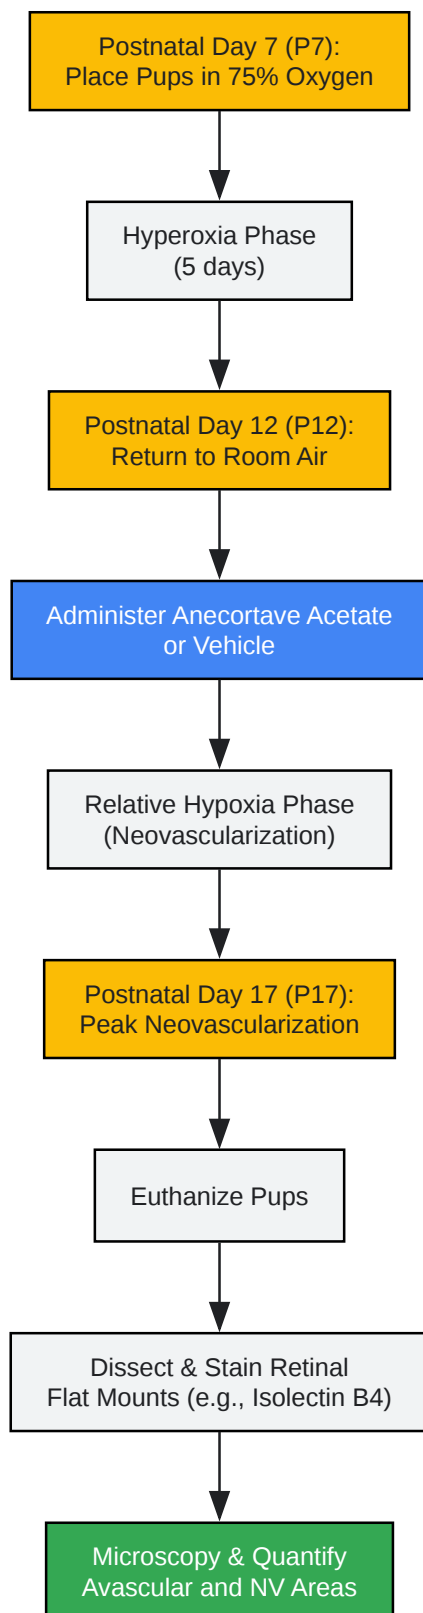 Postnatal Day 7 (P7):
Place Pups in 75% Oxygen
Hyperoxia Phase
(5 days)
Postnatal Day 12 (P12):
Return to Room Air
Administer Anecortave Acetate
or Vehicle
Relative Hypoxia Phase
(Neovascularization)
Postnatal Day 17 (P17):
Peak Neovascularization
Euthanize Pups
Dissect & Stain Retinal
Flat Mounts (e.g., Isolectin B4)
Microscopy & Quantify
Avascular and NV Areas